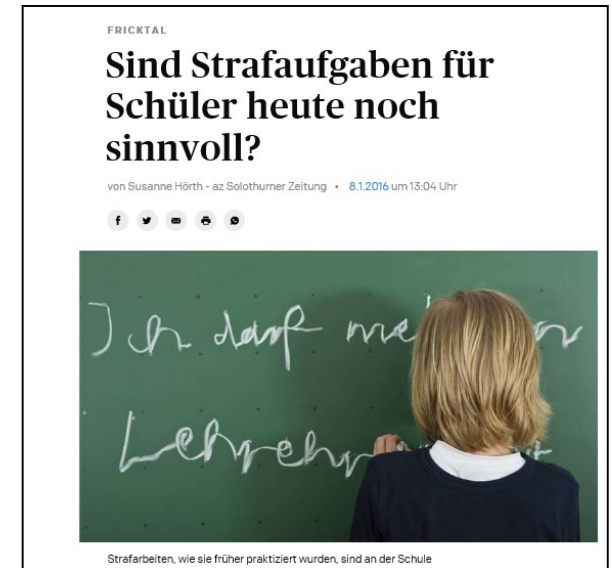 FRICKTAL
Sind Strafaufgaben für
Schüler heute noch
sinnvoll?
von Susanne Hörth - az Solothurner Zeitung • 8.1.2016 um 13:04 Uhr
Ich darf
Strafarbeiten, wie sie früher praktiziert wurden, sind an der Schule